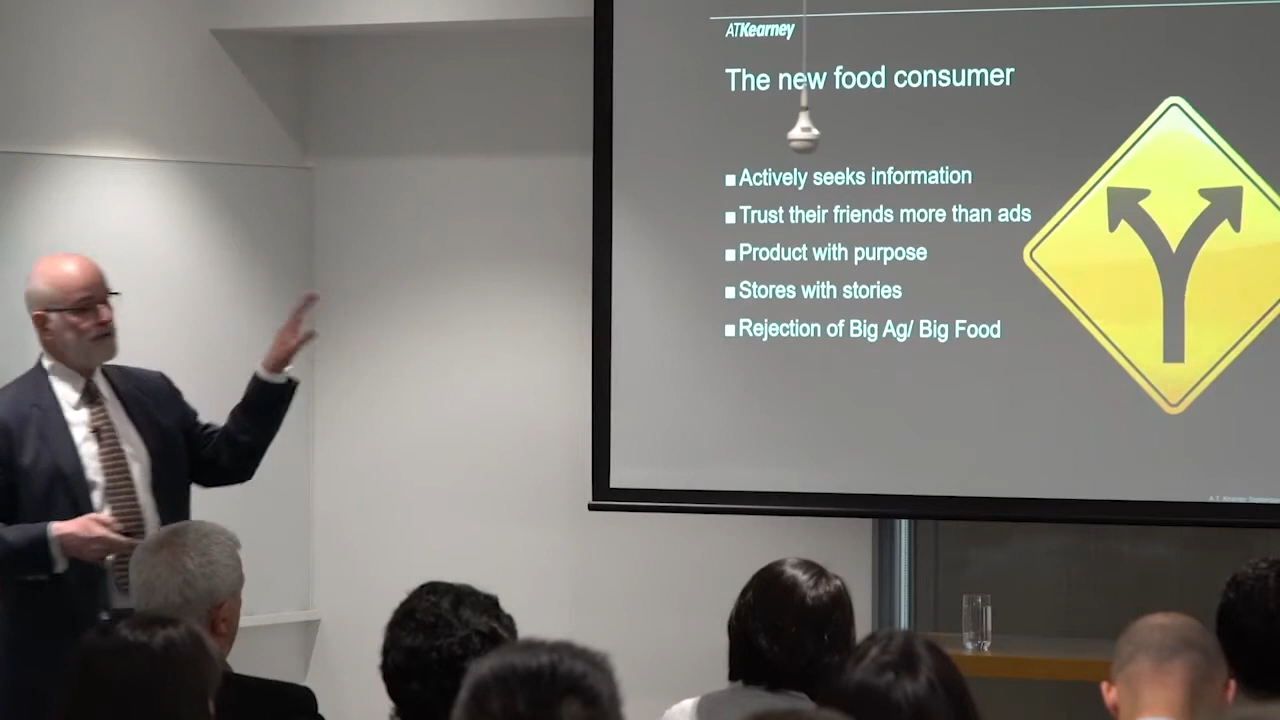 ATKearney
The new food consumer
Actively seeks information
Trust their friends more than ads
Product with purpose
Stores with stories
Rejection of Big Ag/ Big Food